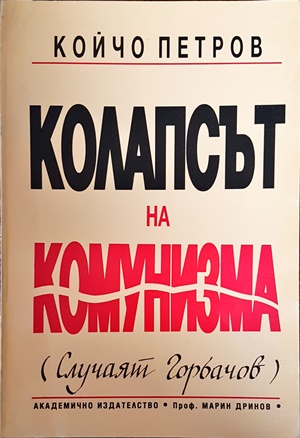 КОЙЧО ПЕТРОВ
КОЛАПСЪТ
НА
КОМУНИЗМА
(Случаят Горбачов)
АКАДЕМИЧНО ИЗДАТЕЛСТВО • Проф. МАРИН ДРИНОВ •